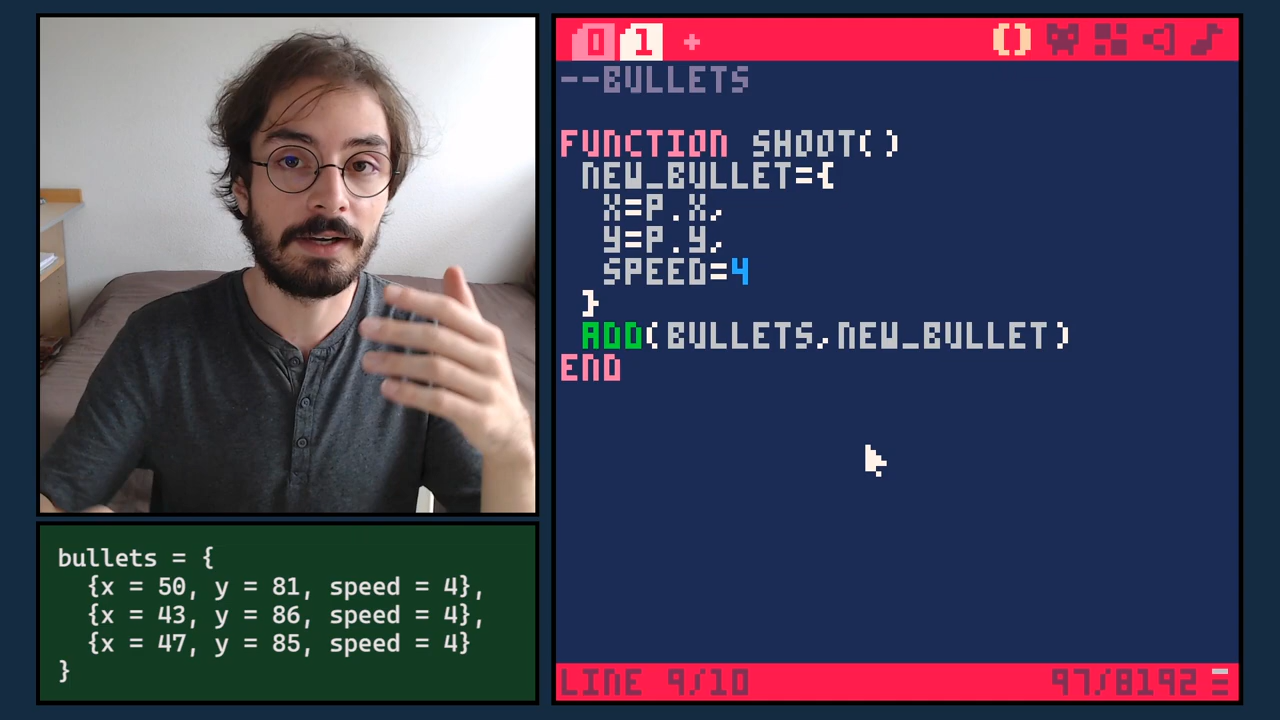 bullets = {
{x = 50, y = 81, speed = 4},
{x = 43, y = 86, speed = 4},
{x = 47, y = 85, speed = 4}
}
0 1 +
--BULLETS
FUNCTION SHOOT()
NEW_BULLET={
X=P.X,
Y=P.Y,
SPEED=4
}
ADD(BULLETS,NEW_BULLET)
END
LINE 9/10
97/8192